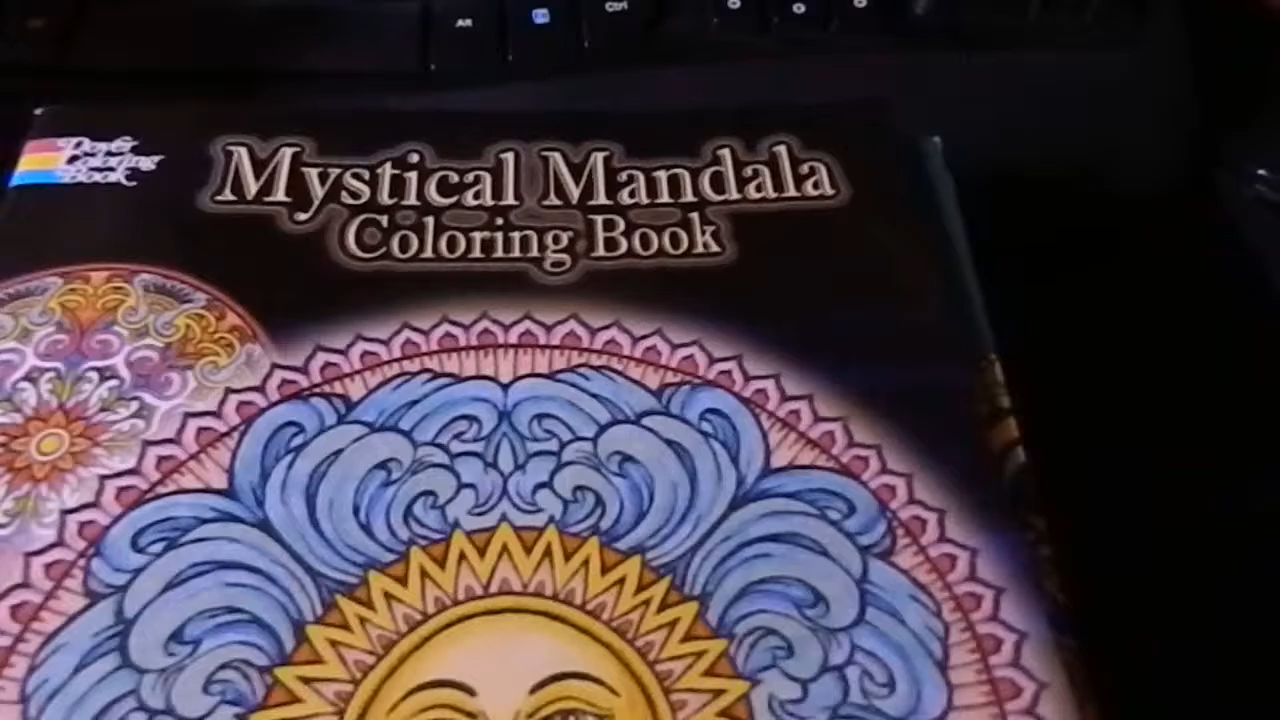 Alt
Ctrl
Dover
Coloring
Book
Mystical Mandala
Coloring Book